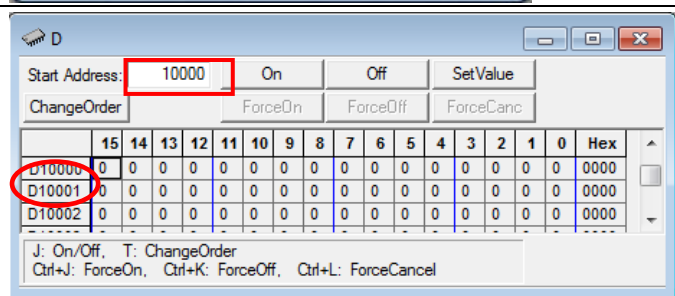 D
Start Address: 10000 On Off SetValue
ChangeOrder ForceOn ForceOff ForceCanc
15 14 13 12 11 10 9 8 7 6 5 4 3 2 1 0 Hex
D10000 0 0 0 0 0 0 0 0 0 0 0 0 0 0 0 0 0000
D10001 0 0 0 0 0 0 0 0 0 0 0 0 0 0 0 0 0000
D10002 0 0 0 0 0 0 0 0 0 0 0 0 0 0 0 0 0000
J: On/Off, T: ChangeOrder
Ctrl+J: ForceOn, Ctrl+K: ForceOff, Ctrl+L: ForceCancel